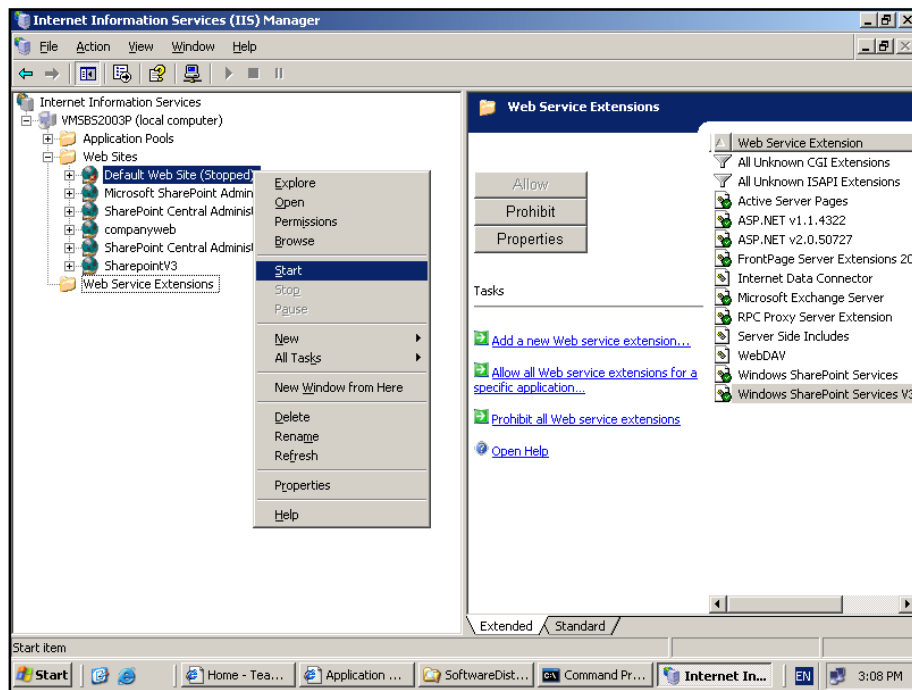 Internet Information Services (IIS) Manager
File Action View Window Help
Internet Information Services
VMSBS2003P (local computer)
Application Pools
Web Sites
Default Web Site (Stopped)
Microsoft SharePoint Admin
SharePoint Central Administ
companyweb
SharePoint Central Administ
SharepointV3
Web Service Extensions
Explore
Open
Permissions
Browse
Start
Stop
Pause
New
All Tasks
New Window from Here
Delete
Rename
Refresh
Properties
Help
Web Service Extensions
Allow
Prohibit
Properties
Tasks
Add a new Web service extension...
Allow all Web service extensions for a
specific application...
Prohibit all Web service extensions
Open Help
Web Service Extension
All Unknown CGI Extensions
All Unknown ISAPI Extensions
Active Server Pages
ASP.NET v1.1.4322
ASP.NET v2.0.50727
FrontPage Server Extensions 20
Internet Data Connector
Microsoft Exchange Server
RPC Proxy Server Extension
Server Side Includes
WebDAV
Windows SharePoint Services
Windows SharePoint Services V3
Extended Standard
Start item
Start Home - Tea... Application ... SoftwareDist... Command Pr... Internet In... EN 3:08 PM